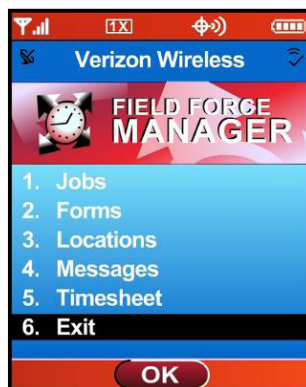 1X
Verizon Wireless
FIELD FORCE
MANAGER
1. Jobs
2. Forms
3. Locations
4. Messages
5. Timesheet
6. Exit
OK